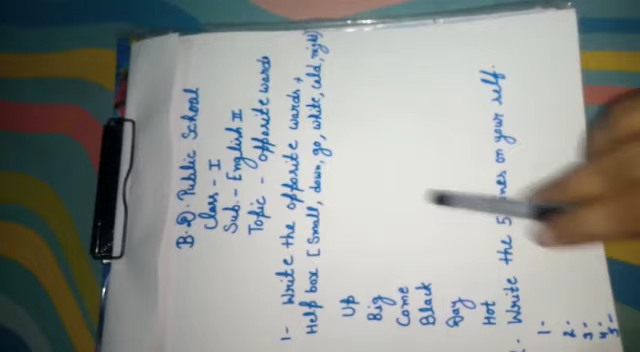 B.D. Public School
Class - I
Sub. - English II
Topic - opposite words
1- Write the opposite words +
Help box [Small, down, go, white, cold, night]
Up
Big
Come
Black
Day
Hot
Write the 5 on your self.
1-
2-
3-
4-
5-